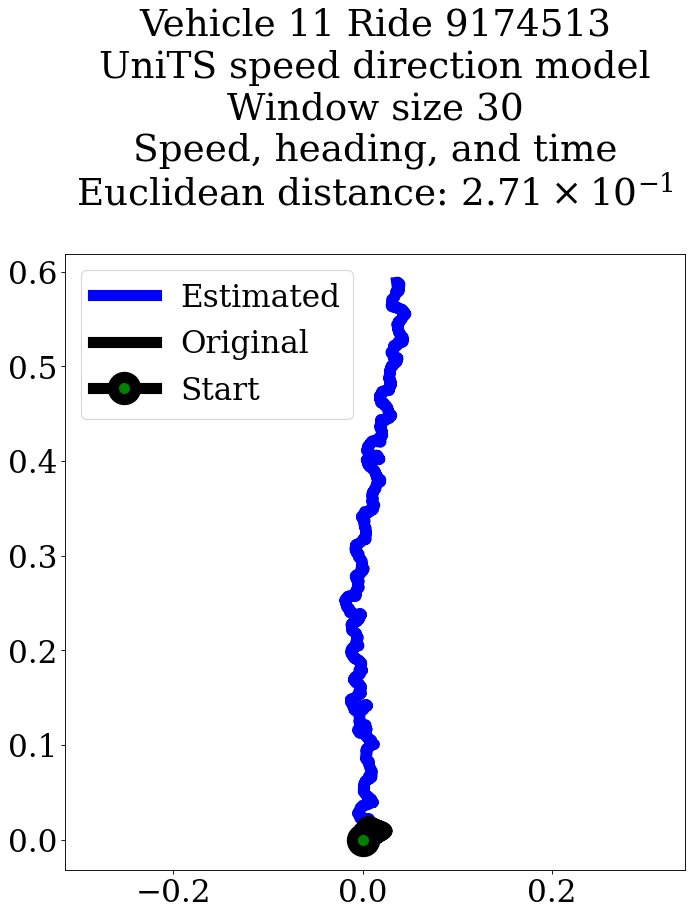 Vehicle 11 Ride 9174513
UniTS speed direction model
Window size 30
Speed, heading, and time
Euclidean distance: 2.71 × 10⁻¹
Estimated
Original
Start
0.6
0.5
0.4
0.3
0.2
0.1
0.0
−0.2
0.0
0.2